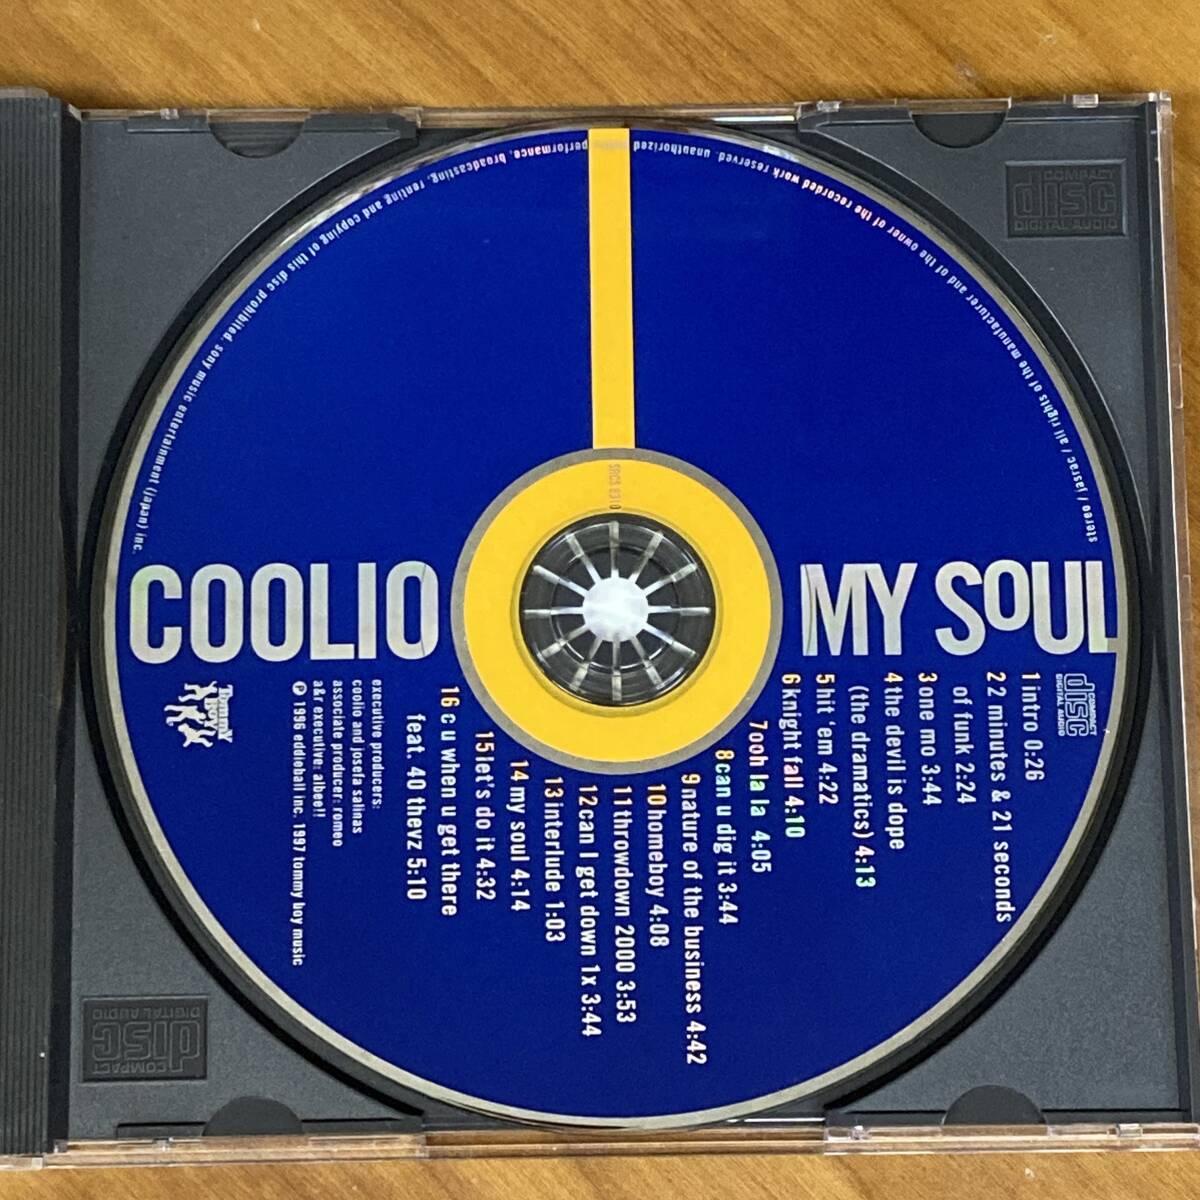 COOLIO
MY SOUL
SRCS 8310
COMPACT
disc
DIGITAL AUDIO
1 intro 0:26
2 2 minutes & 21 seconds
of funk 2:24
3 one mo 3:44
4 the devil is dope
(the dramatics) 4:13
5 hit 'em 4:22
6 knight fall 4:10
7 ooh la la 4:05
8 can u dig it 3:44
9 nature of the business 4:42
10 homeboy 4:08
11 throwdown 2000 3:53
12 can I get down 1x 3:44
13 interlude 1:03
14 my soul 4:14
15 let's do it 4:32
16 c u when u get there
feat. 40 thevz 5:10
executive producers:
coolio and josefa salinas
associate producer: romeo
a&r executive: albee!!
℗ 1996 eddieball inc. 1997 tommy boy music
TOMMY BOY
stereo / jasrac / all rights of the manufacturer and of the owner of the recorded work reserved. unauthorized performance, broadcasting, renting and copying of this disc prohibited. sony music entertainment (japan) inc.
COMPACT
disc
DIGITAL AUDIO
COMPACT
disc
DIGITAL AUDIO